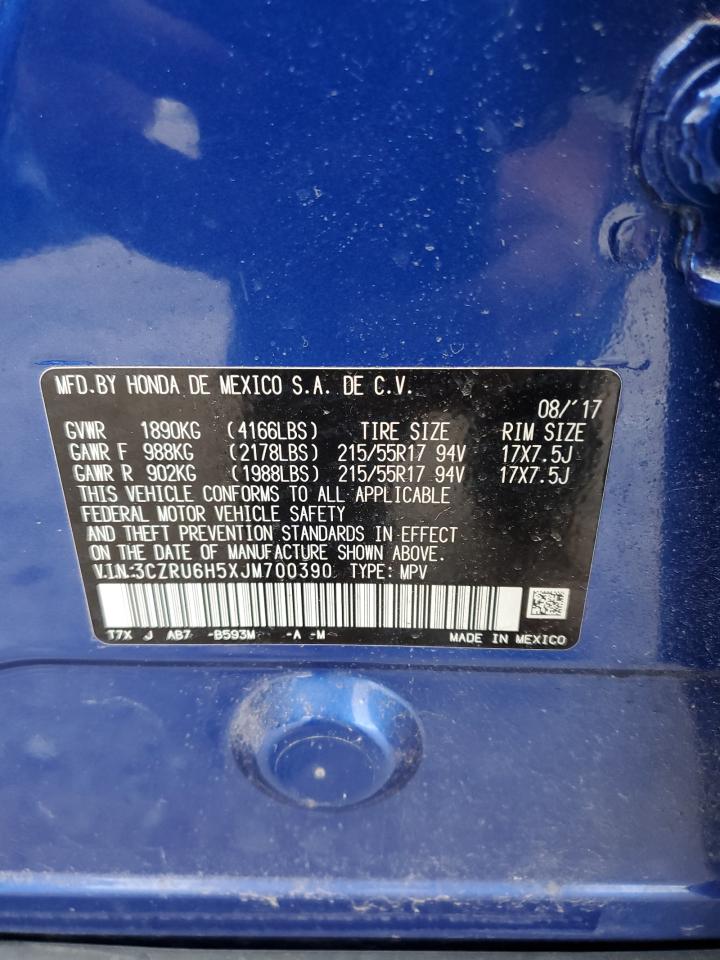 MFD.BY HONDA DE MEXICO S.A. DE C.V.
08/'17
GVWR 1890KG (4166LBS) TIRE SIZE RIM SIZE
GAWR F 988KG (2178LBS) 215/55R17 94V 17X7.5J
GAWR R 902KG (1988LBS) 215/55R17 94V 17X7.5J
THIS VEHICLE CONFORMS TO ALL APPLICABLE
FEDERAL MOTOR VEHICLE SAFETY
AND THEFT PREVENTION STANDARDS IN EFFECT
ON THE DATE OF MANUFACTURE SHOWN ABOVE.
V.I.N:3CZRU6H5XJM700390 TYPE: MPV
T7X J AB7 -B593M -A -M MADE IN MEXICO